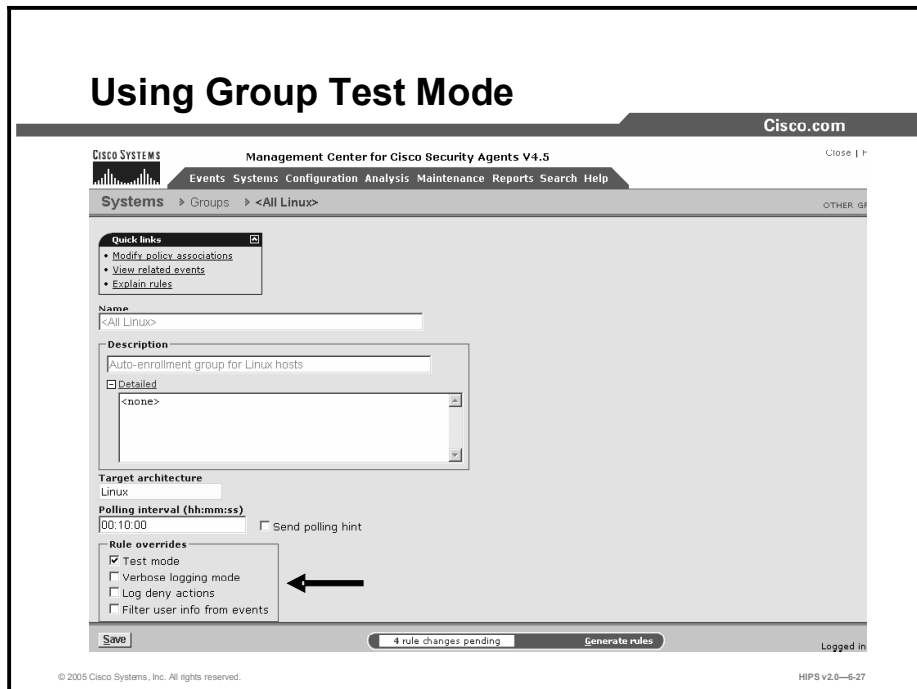 Using Group Test Mode
Cisco.com
CISCO SYSTEMS
Management Center for Cisco Security Agents V4.5
Close |
Events Systems Configuration Analysis Maintenance Reports Search Help
Systems Groups <All Linux>
OTHER
Quick links
Modify policy associations
View related events
Explain rules
Name
<All Linux>
Description
Auto-enrollment group for Linux hosts
Detailed
<none>
Target architecture
Linux
Polling interval (hh:mm:ss)
00:10:00 Send polling hint
Rule overrides
Test mode
Verbose logging mode
Log deny actions
Filter user info from events
Save
4 rule changes pending Generate rules
Logged in
© 2005 Cisco Systems, Inc. All rights reserved.
HIPS v2.0—6-27